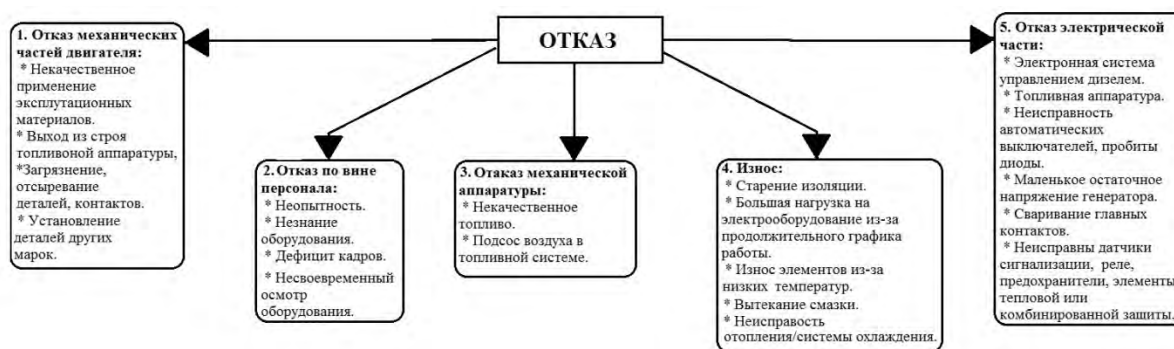 ОТКАЗ
1. Отказ механических
частей двигателя:
* Некачественное
применение
эксплутационных
материалов.
* Выход из строя
топливоной аппаратуры,
*Загрязнение,
отсыревание
деталей, контактов.
* Установление
деталей других
марок.
2. Отказ по вине
персонала:
* Неопытность.
* Незнание
оборудования.
* Дефицит кадров.
* Несвоевременный
осмотр
оборудования.
3. Отаказ механической
аппаратуры:
* Некачественное
топливо.
* Подсос воздуха в
топливной системе.
4. Износ:
* Старение изоляции.
* Большая нагрузка на
электрооборудование из-за
продолжительного графика
работы.
* Износ элементов из-за
низких температур.
* Вытекание смазки.
* Неисправость
отопления/системы охлаждения.
5. Отказ электрической
части:
* Электронная система
управлением дизелем.
* Топливная аппаратура.
* Неисправность
автоматических
выключателей, пробиты
диоды.
* Маленькое остаточное
напряжение генератора.
* Сваривание главных
контактов.
* Неисправны датчики
сигнализации, реле,
предохранители, элементы
тепловой или
комбинированной зашиты.